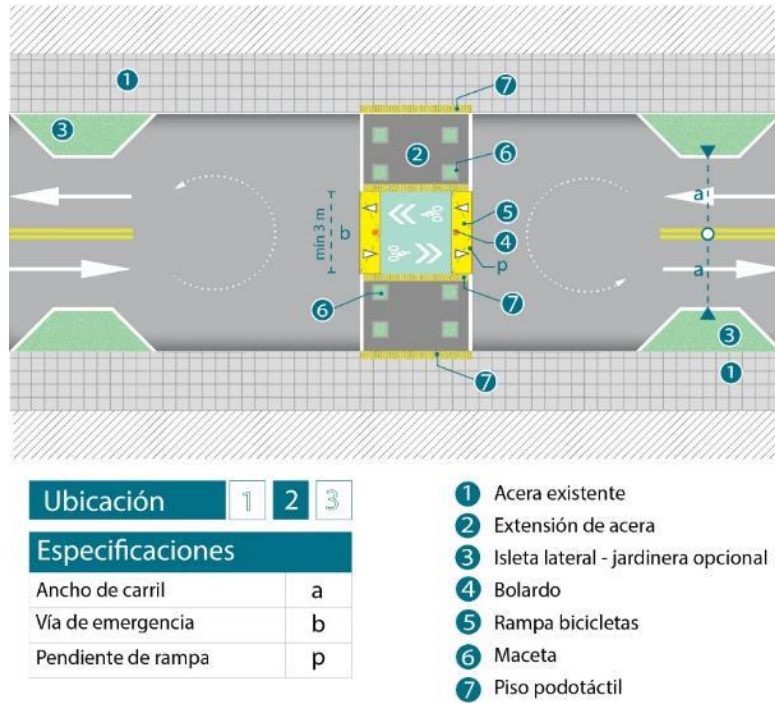 1
7
3
2
6
a
a
mín 3 m
b
5
4
p
6
7
3
7
1
Ubicación 1 2 3
Especificaciones
Ancho de carril a
Vía de emergencia b
Pendiente de rampa p
1 Acera existente
2 Extensión de acera
3 Isleta lateral - jardinera opcional
4 Bolardo
5 Rampa bicicletas
6 Maceta
7 Piso podotáctil